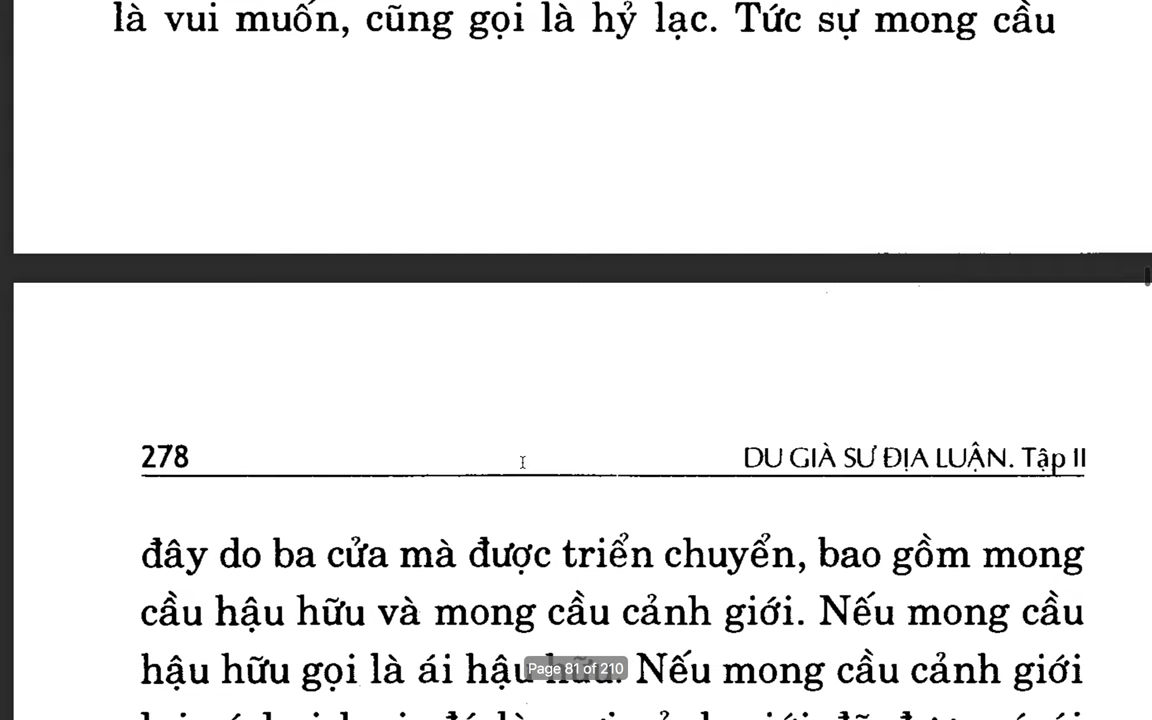 là vui muốn, cũng gọi là hỷ lạc. Tức sự mong cầu
278 DU GIÀ SƯ ĐỊA LUẬN. Tập II
đây do ba cửa mà được triển chuyển, bao gồm mong
cầu hậu hữu và mong cầu cảnh giới. Nếu mong cầu
hậu hữu gọi là ái hậu hữu. Nếu mong cầu cảnh giới
Page 81 of 210